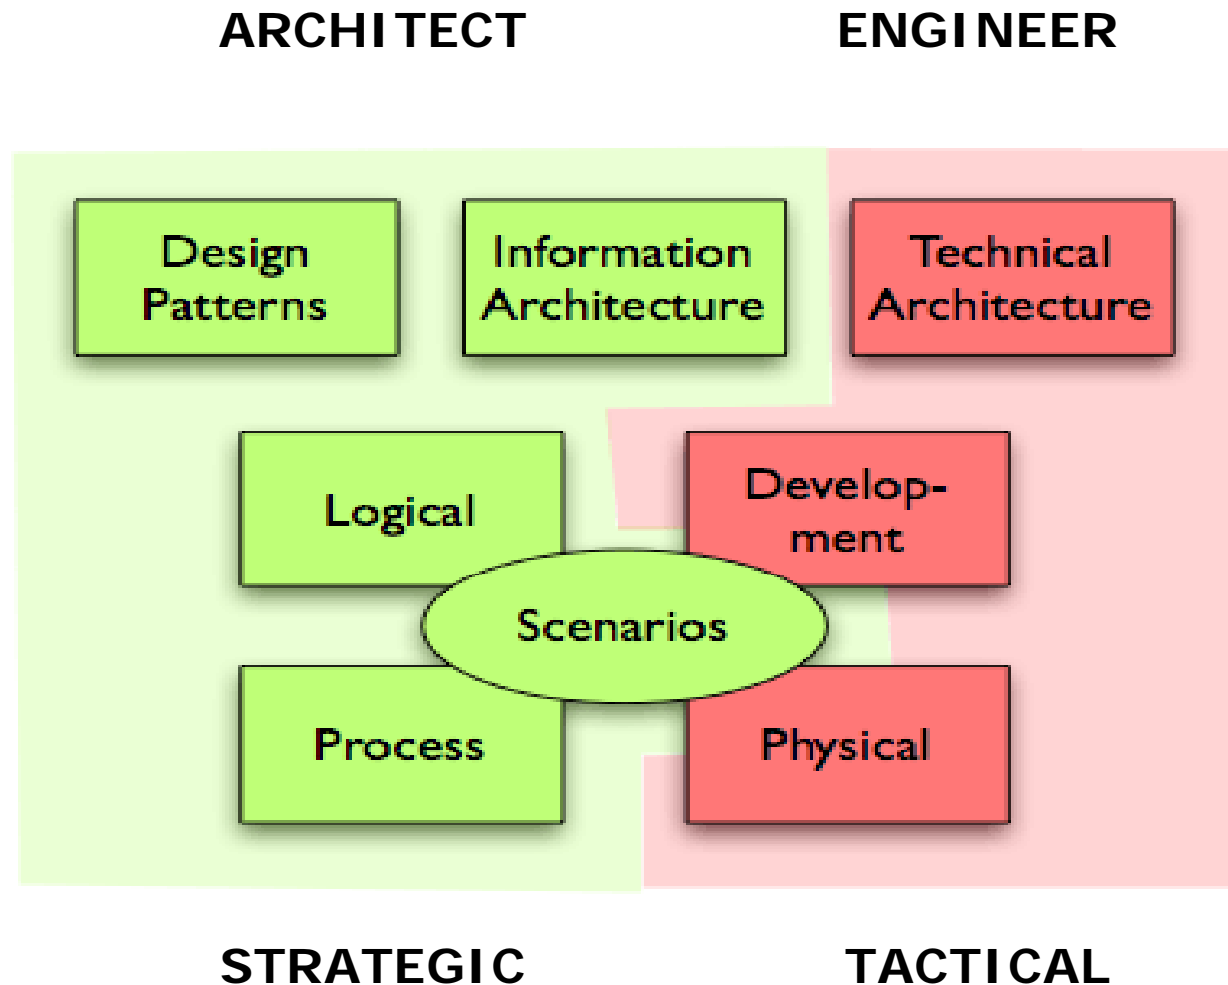 ARCHITECT ENGINEER
Design
Patterns
Information
Architecture
Technical
Architecture
Logical
Develop-
ment
Scenarios
Process
Physical
STRATEGIC TACTICAL